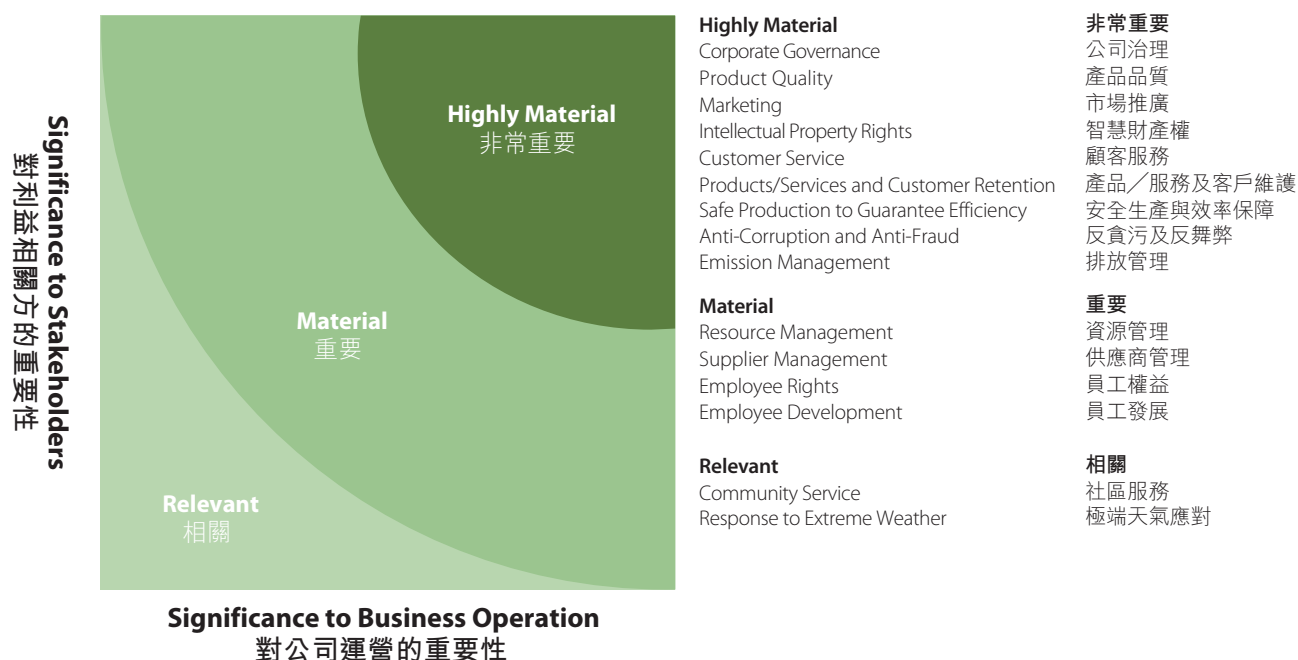 Significance to Stakeholders
對利益相關方的重要性
Highly Material
非常重要
Material
重要
Relevant
相關
Significance to Business Operation
對公司運營的重要性
Highly Material 非常重要
Corporate Governance 公司治理
Product Quality 產品品質
Marketing 市場推廣
Intellectual Property Rights 智慧財產權
Customer Service 顧客服務
Products/Services and Customer Retention 產品／服務及客戶維護
Safe Production to Guarantee Efficiency 安全生產與效率保障
Anti-Corruption and Anti-Fraud 反貪污及反舞弊
Emission Management 排放管理
Material 重要
Resource Management 資源管理
Supplier Management 供應商管理
Employee Rights 員工權益
Employee Development 員工發展
Relevant 相關
Community Service 社區服務
Response to Extreme Weather 極端天氣應對